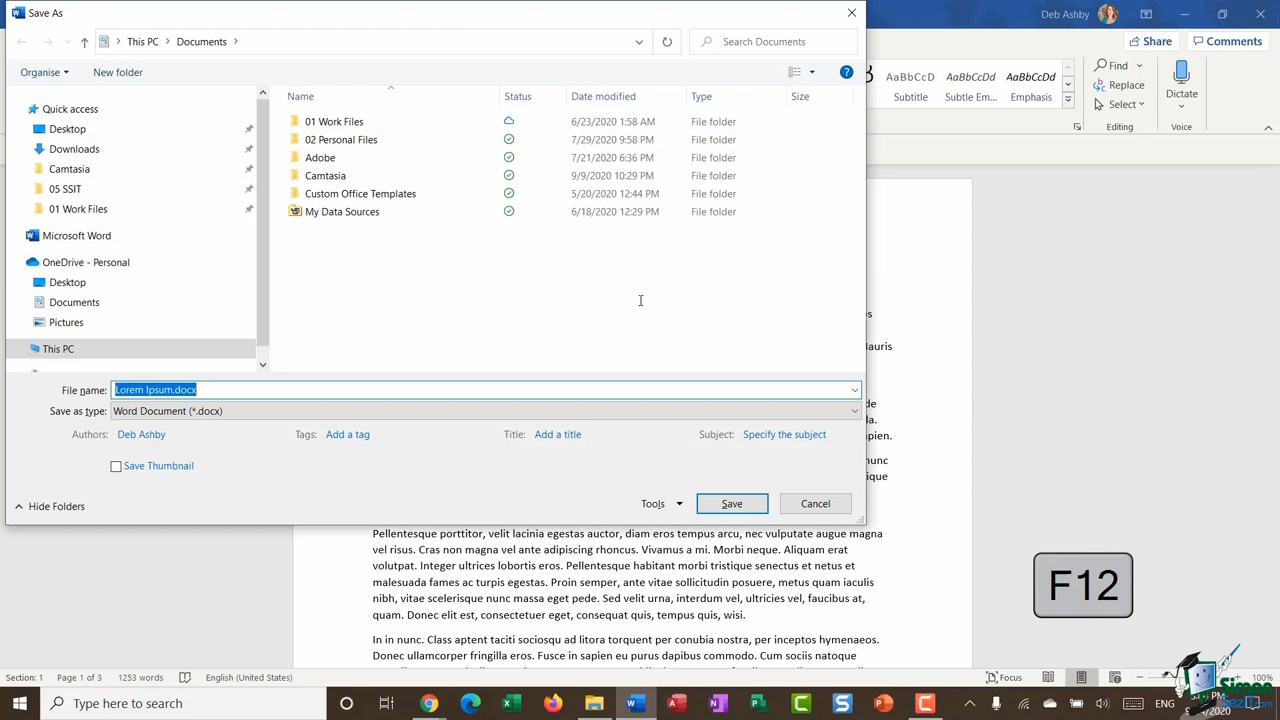 Save As
Deb Ashby
This PC
Documents
Search Documents
Share
Comments
Organise
New folder
AaBbCcD
AaBbCcDd
AaBbCcDd
Subtitle
Subtle Em...
Emphasis
Find
Replace
Select
Editing
Dictate
Voice
Name
Status
Date modified
Type
Size
Quick access
Desktop
Downloads
Camtasia
05 SSIT
01 Work Files
Microsoft Word
OneDrive - Personal
Desktop
Documents
Pictures
This PC
01 Work Files 6/23/2020 1:58 AM File folder
02 Personal Files 7/29/2020 9:58 PM File folder
Adobe 7/21/2020 6:36 PM File folder
Camtasia 9/9/2020 10:29 PM File folder
Custom Office Templates 5/20/2020 12:44 PM File folder
My Data Sources 6/18/2020 12:29 PM File folder
File name: Lorem Ipsum.docx
Save as type: Word Document (*.docx)
Authors: Deb Ashby Tags: Add a tag Title: Add a title Subject: Specify the subject
Save Thumbnail
Hide Folders
Tools
Save
Cancel
Pellentesque porttitor, velit lacinia egestas auctor, diam eros tempus arcu, nec vulputate augue magna
vel risus. Cras non magna vel ante adipiscing rhoncus. Vivamus a mi. Morbi neque. Aliquam erat
volutpat. Integer ultrices lobortis eros. Pellentesque habitant morbi tristique senectus et netus et
malesuada fames ac turpis egestas. Proin semper, ante vitae sollicitudin posuere, metus quam iaculis
nibh, vitae scelerisque nunc massa eget pede. Sed velit urna, interdum vel, ultricies vel, faucibus at,
quam. Donec elit est, consectetuer eget, consequat quis, tempus quis, wisi.
In in nunc. Class aptent taciti sociosqu ad litora torquent per conubia nostra, per inceptos hymenaeos.
Donec ullamcorper fringilla eros. Fusce in sapien eu purus dapibus commodo. Cum sociis natoque
F12
Section: 1
Page 1 of 3
1253 words
English (United States)
Focus
100%
Type here to search
ENG
Simon